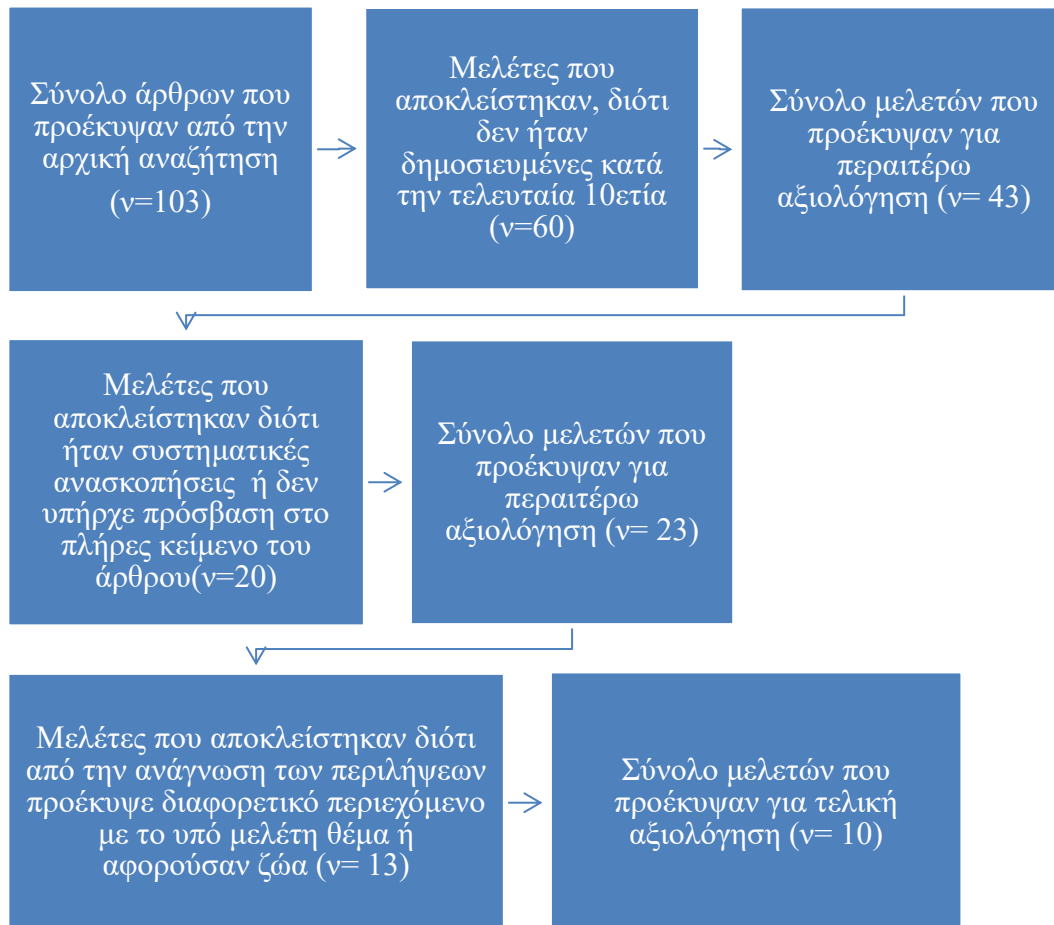 Σύνολο άρθρων που
προέκυψαν από την
αρχική αναζήτηση
(ν=103)
Μελέτες που
αποκλείστηκαν, διότι
δεν ήταν
δημοσιευμένες κατά
την τελευταία 10ετία
(ν=60)
Σύνολο μελετών που
προέκυψαν για
περαιτέρω
αξιολόγηση (ν= 43)
Μελέτες που
αποκλείστηκαν διότι
ήταν συστηματικές
ανασκοπήσεις ή δεν
υπήρχε πρόσβαση στο
πλήρες κείμενο του
άρθρου(ν=20)
Σύνολο μελετών που
προέκυψαν για
περαιτέρω
αξιολόγηση (ν= 23)
Μελέτες που αποκλείστηκαν διότι
από την ανάγνωση των περιλήψεων
προέκυψε διαφορετικό περιεχόμενο
με το υπό μελέτη θέμα ή
αφορούσαν ζώα (ν= 13)
Σύνολο μελετών που
προέκυψαν για τελική
αξιολόγηση (ν= 10)